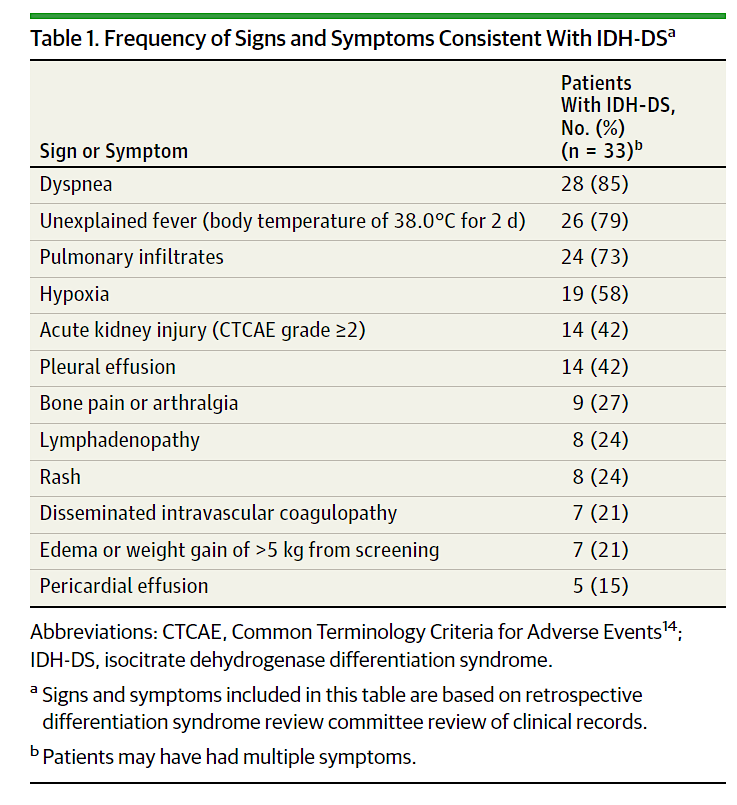 Table 1. Frequency of Signs and Symptoms Consistent With IDH-DSᵃ
Patients
With IDH-DS,
No. (%)
Sign or Symptom (n = 33)ᵇ
Dyspnea 28 (85)
Unexplained fever (body temperature of 38.0°C for 2 d) 26 (79)
Pulmonary infiltrates 24 (73)
Hypoxia 19 (58)
Acute kidney injury (CTCAE grade ≥2) 14 (42)
Pleural effusion 14 (42)
Bone pain or arthralgia 9 (27)
Lymphadenopathy 8 (24)
Rash 8 (24)
Disseminated intravascular coagulopathy 7 (21)
Edema or weight gain of >5 kg from screening 7 (21)
Pericardial effusion 5 (15)
Abbreviations: CTCAE, Common Terminology Criteria for Adverse Events¹⁴;
IDH-DS, isocitrate dehydrogenase differentiation syndrome.
ᵃ Signs and symptoms included in this table are based on retrospective
differentiation syndrome review committee review of clinical records.
ᵇ Patients may have had multiple symptoms.